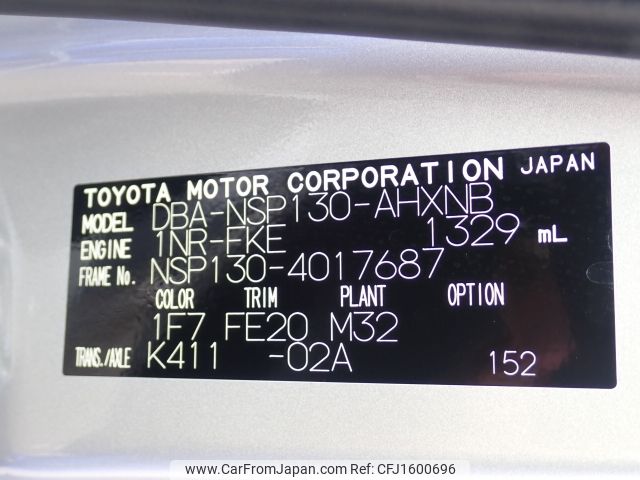 TOYOTA MOTOR CORPORATION JAPAN
MODEL DBA-NSP130-AHXNB
ENGINE 1NR-FKE 1329 mL
FRAME No. NSP130-4017687
COLOR TRIM PLANT OPTION
1F7 FE20 M32
TRANS./AXLE K411 -02A 152
© www.CarFromJapan.com Ref:CFJ1600696